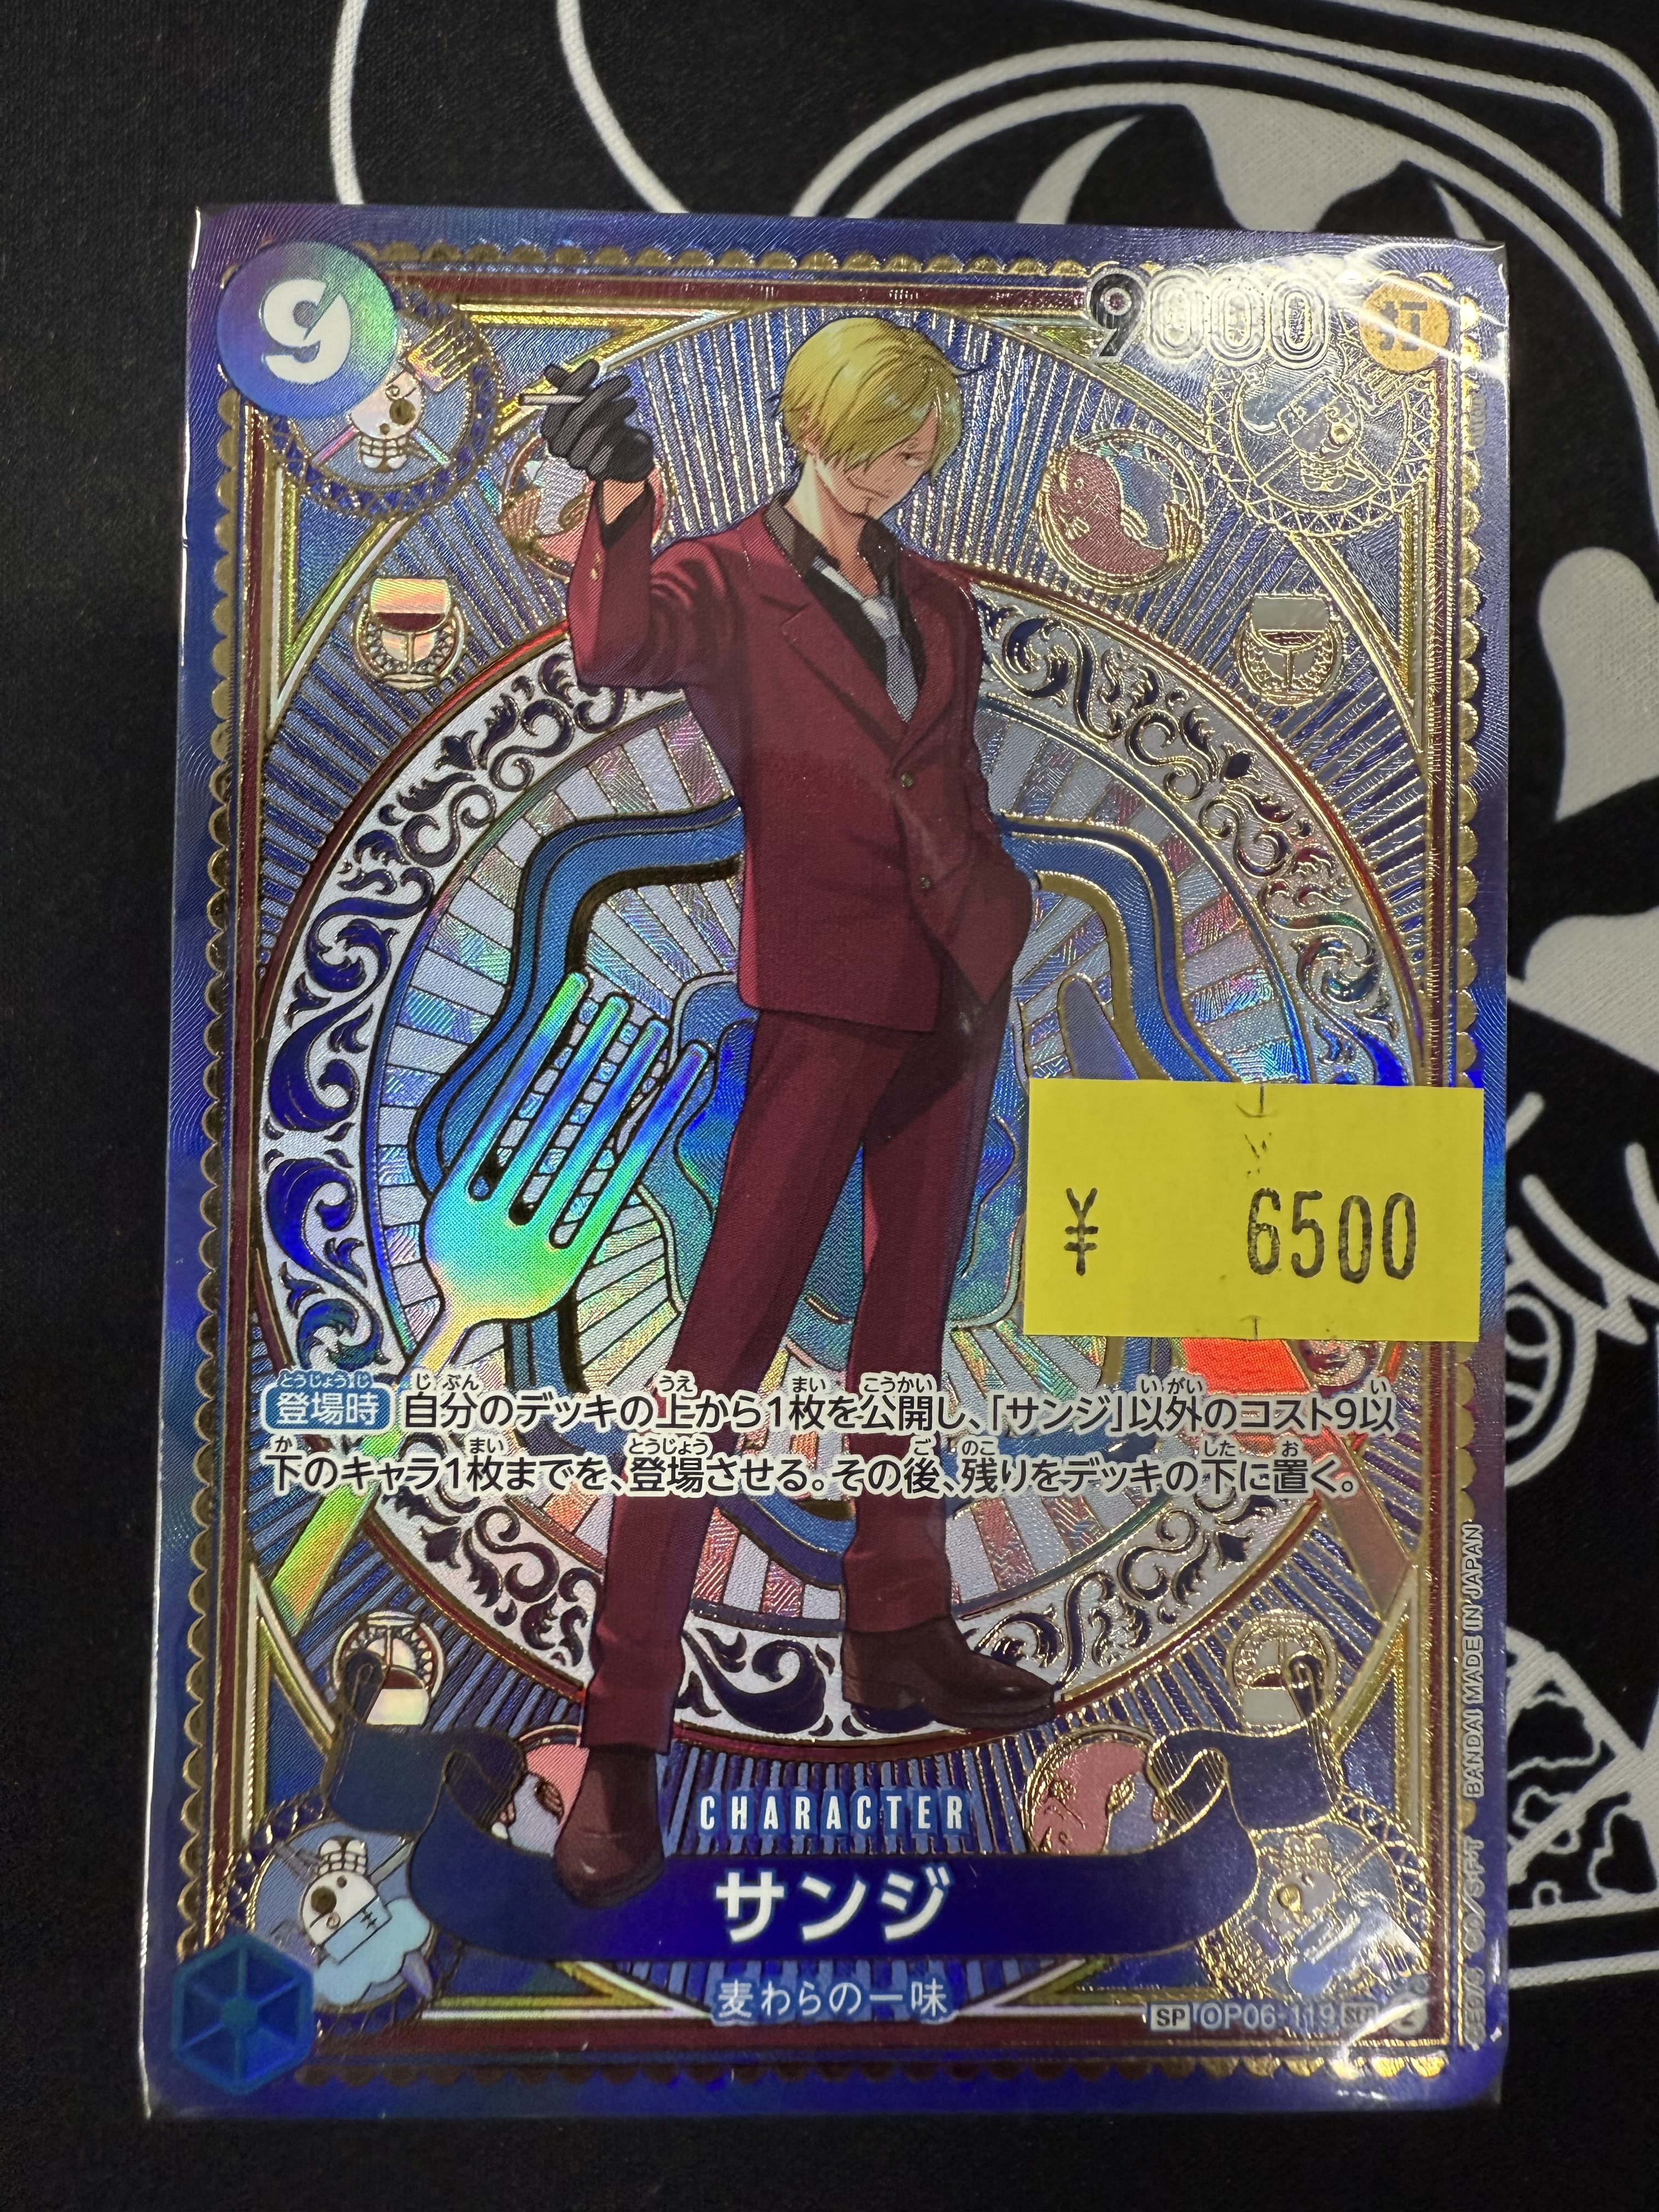 9
9000 打
¥ 6500
登場時 自分のデッキの上から1枚を公開し、「サンジ」以外のコスト9以
下のキャラ1枚までを、登場させる。その後、残りをデッキの下に置く。
CHARACTER
サンジ
麦わらの一味
SP OP06-119
BANDAI MADE IN JAPAN